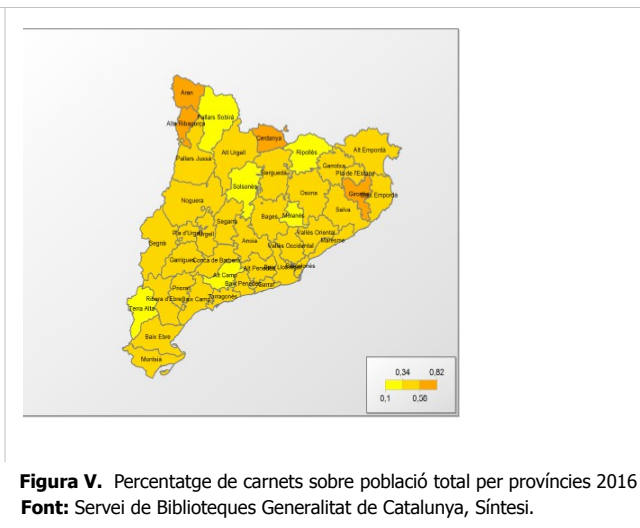 Aran
Pallars Sobirà
Alta Ribagorça
Cerdanya
Alt Urgell
Ripollès
Alt Empordà
Pallars Jussà
Garrotxa
Pla de l'Estany
Berguedà
Solsonès
Gironès
Baix Empordà
Osona
Noguera
Selva
Bages
Moianès
Segarra
Vallès Oriental
Pla d'Urgell
Urgell
Maresme
Segrià
Anoia
Vallès Occidental
Garrigues
Conca de Barberà
Alt Penedès
Alt Camp
Baix Penedès
Garraf
Priorat
Ribera d'Ebre
Baix Camp
Tarragonès
Terra Alta
Baix Ebre
Montsià
0,34 0,82
0,1 0,58
Figura V. Percentatge de carnets sobre població total per províncies 2016
Font: Servei de Biblioteques Generalitat de Catalunya, Síntesi.